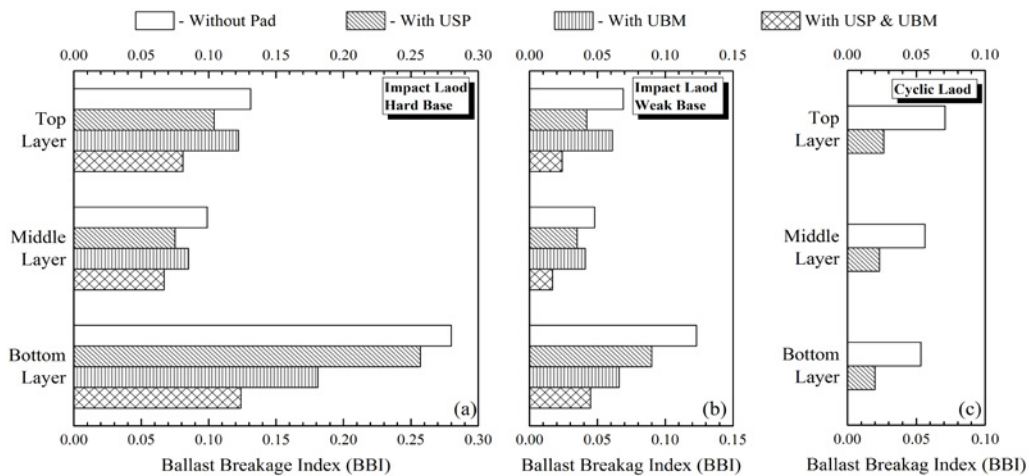 - Without Pad - With USP - With UBM With USP & UBM
0.00 0.05 0.10 0.15 0.20 0.25 0.30
0.00 0.05 0.10 0.15
0.00 0.05 0.10
Impact Laod
Hard Base
Impact Laod
Weak Base
Cyclic Laod
Top
Layer
Middle
Layer
Bottom
Layer
Top
Layer
Middle
Layer
Bottom
Layer
(a)
(b)
(c)
0.00 0.05 0.10 0.15 0.20 0.25 0.30
0.00 0.05 0.10 0.15
0.00 0.05 0.10
Ballast Breakage Index (BBI)
Ballast Breakag Index (BBI)
Ballast Breakag Index (BBI)